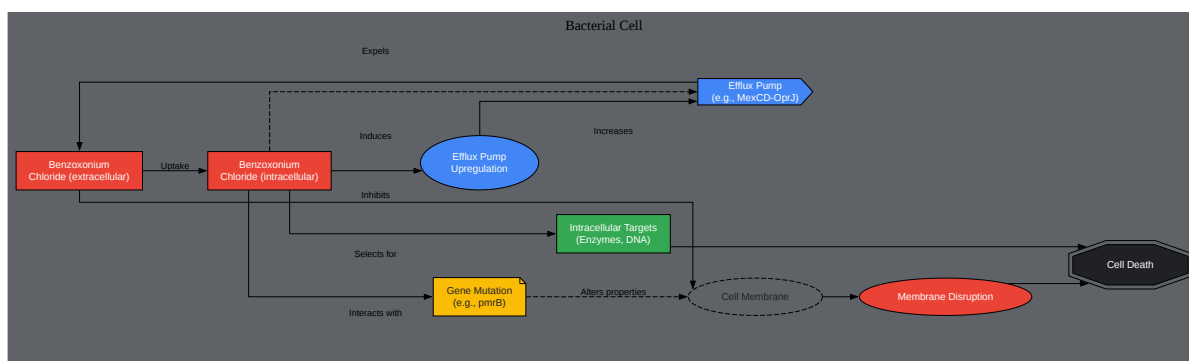 Bacterial Cell
Expels
Efflux Pump
(e.g., MexCD-OprJ)
Induces
Increases
Benzoxonium
Chloride (extracellular)
Uptake
Benzoxonium
Chloride (intracellular)
Efflux Pump
Upregulation
Inhibits
Intracellular Targets
(Enzymes, DNA)
Selects for
Cell Death
Gene Mutation
(e.g., pmrB)
Alters properties
Cell Membrane
Membrane Disruption
Interacts with